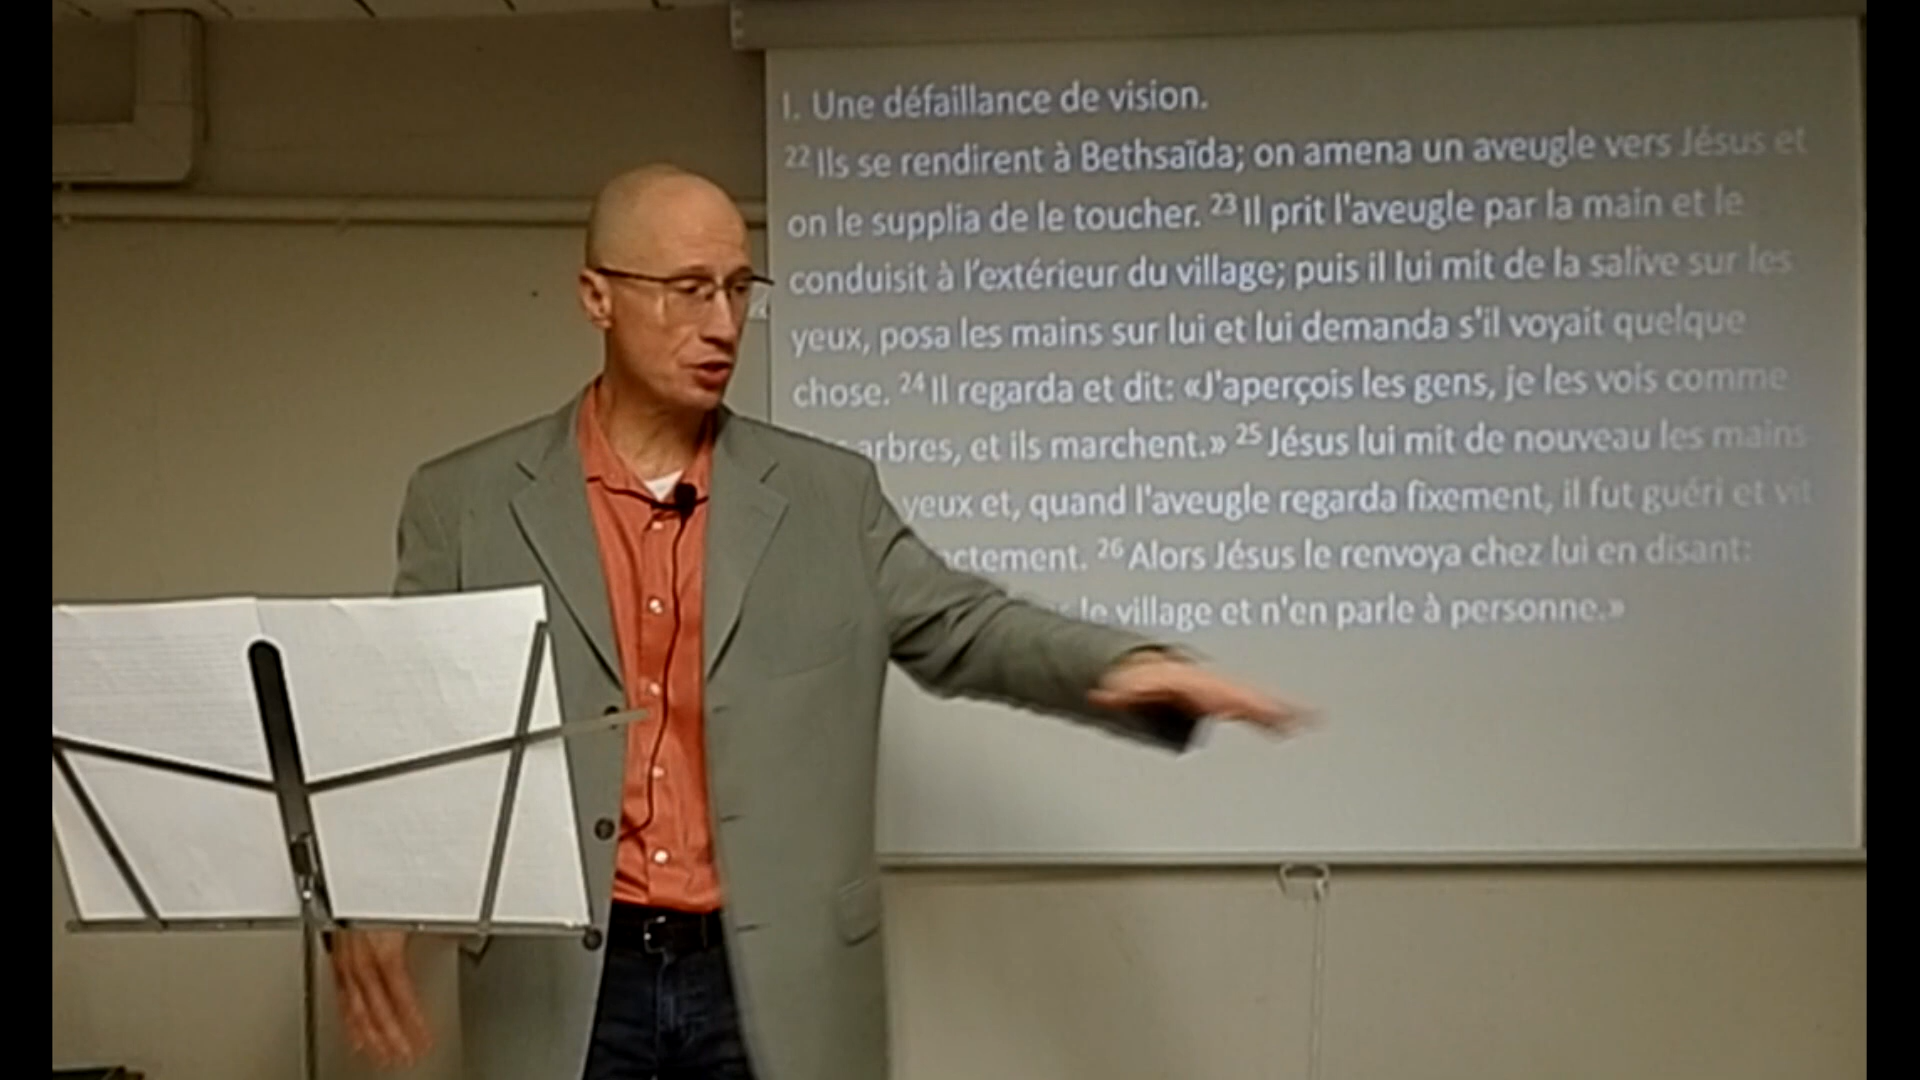 I. Une défaillance de vision.
22 Ils se rendirent à Bethsaïda; on amena un aveugle vers Jésus et
on le supplia de le toucher. 23 Il prit l'aveugle par la main et le
conduisit à l’extérieur du village; puis il lui mit de la salive sur les
yeux, posa les mains sur lui et lui demanda s'il voyait quelque
chose. 24 Il regarda et dit: «J'aperçois les gens, je les vois comme
arbres, et ils marchent.» 25 Jésus lui mit de nouveau les mains
yeux et, quand l'aveugle regarda fixement, il fut guéri et vit
ctement. 26 Alors Jésus le renvoya chez lui en disant:
le village et n'en parle à personne.»